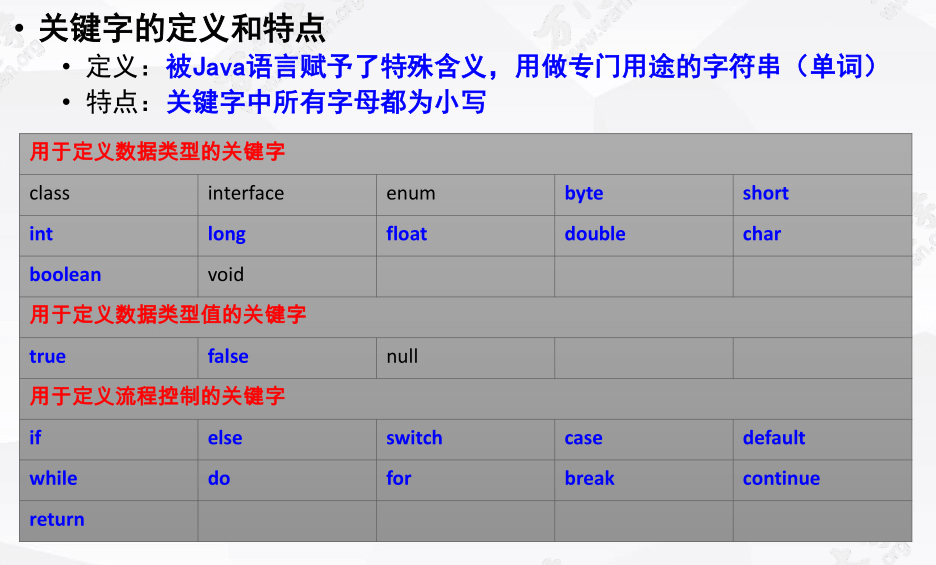 • 关键字的定义和特点
• 定义：被Java语言赋予了特殊含义，用做专门用途的字符串（单词）
• 特点：关键字中所有字母都为小写
用于定义数据类型的关键字
class interface enum byte short
int long float double char
boolean void
用于定义数据类型值的关键字
true false null
用于定义流程控制的关键字
if else switch case default
while do for break continue
return